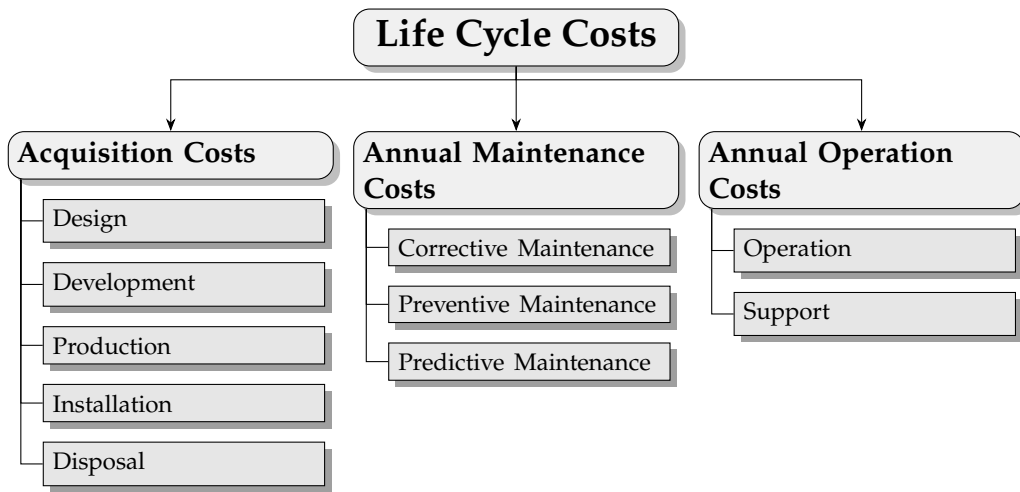 Life Cycle Costs
Acquisition Costs
Design
Development
Production
Installation
Disposal
Annual Maintenance
Costs
Corrective Maintenance
Preventive Maintenance
Predictive Maintenance
Annual Operation
Costs
Operation
Support